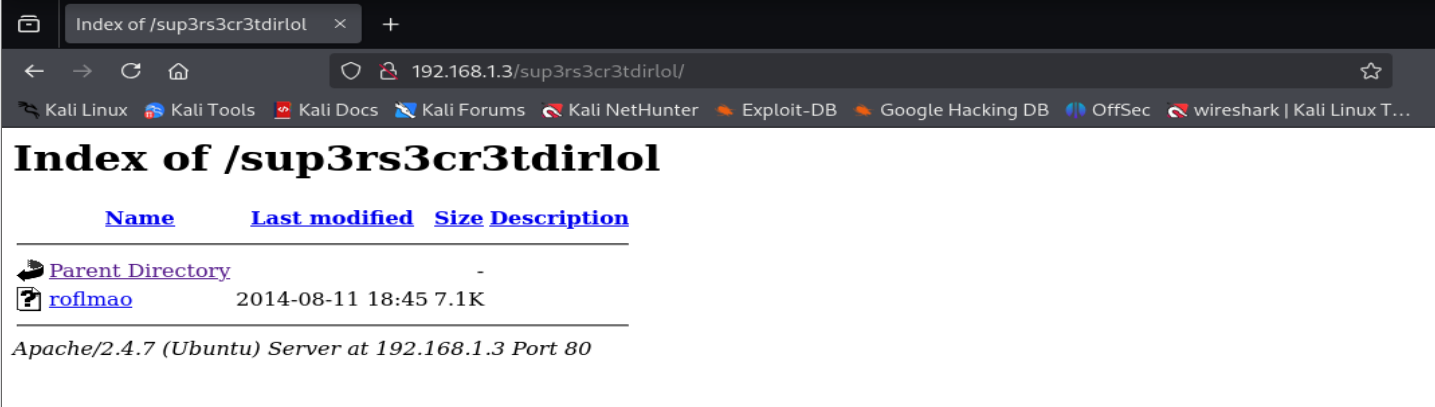 Index of /sup3rs3cr3tdirlol
192.168.1.3/sup3rs3cr3tdirlol/
Kali Linux Kali Tools Kali Docs Kali Forums Kali NetHunter Exploit-DB Google Hacking DB OffSec wireshark | Kali Linux T...
Index of /sup3rs3cr3tdirlol
Name Last modified Size Description
Parent Directory -
roflmao 2014-08-11 18:45 7.1K
Apache/2.4.7 (Ubuntu) Server at 192.168.1.3 Port 80